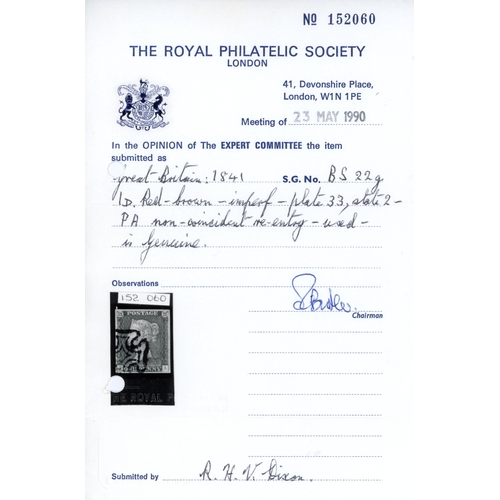 No 152060
THE ROYAL PHILATELIC SOCIETY
LONDON
41, Devonshire Place,
London, W1N 1PE
Meeting of 23 MAY 1990
In the OPINION of The EXPERT COMMITTEE the item
submitted as
Great Britain: 1841 S.G. No. BS 22g
1D. Red-brown-imperf-plate 33, state 2-
PA non-coincident re-entry-used-
is Genuine.
Observations
Chairman
152 060
POSTAGE
HE ROYAL P
Submitted by R. H. V. Dixon.